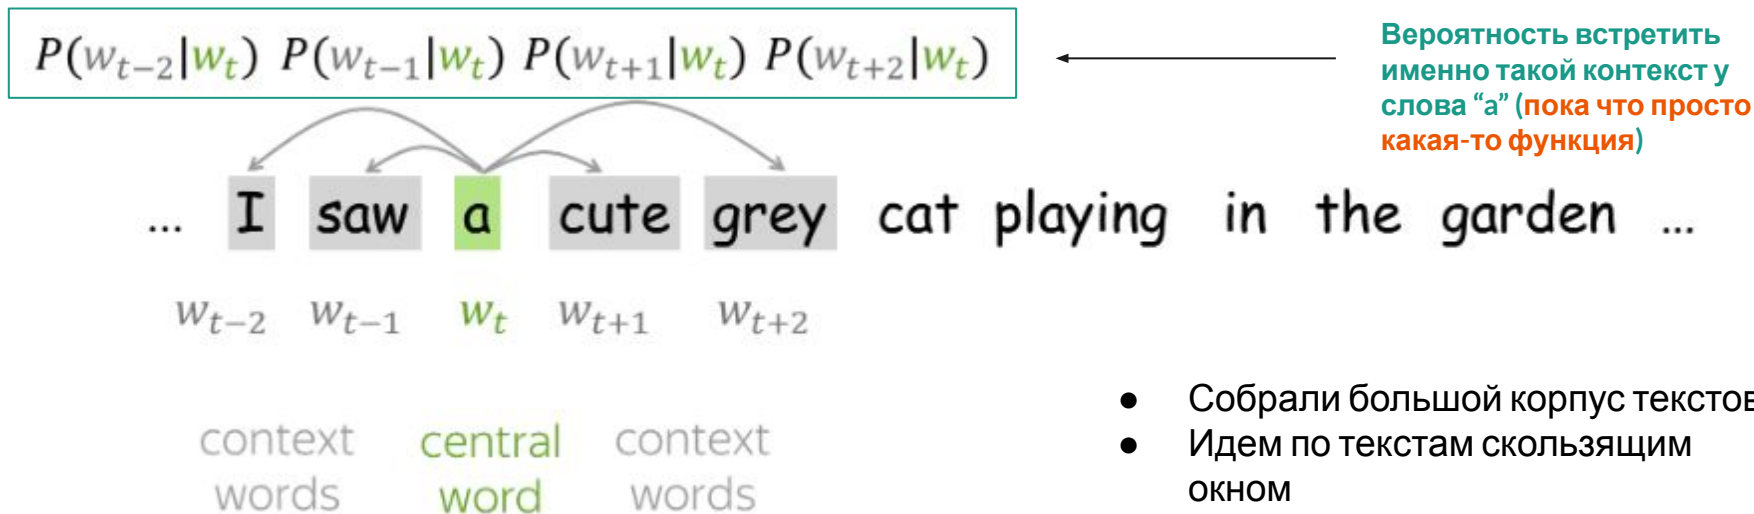 P(w_{t−2}|w_t) P(w_{t−1}|w_t) P(w_{t+1}|w_t) P(w_{t+2}|w_t)
Вероятность встретить
именно такой контекст у
слова “а” (пока что просто
какая-то функция)
... I saw a cute grey cat playing in the garden ...
w_{t−2} w_{t−1} w_t w_{t+1} w_{t+2}
context central context
words word words
● Собрали большой корпус текстов
● Идем по текстам скользящим
окном